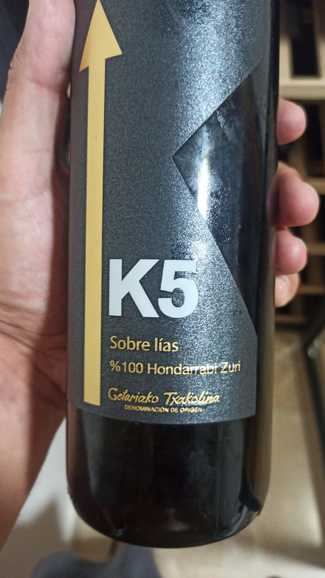 K5
Sobre lías
%100 Hondarrabi Zuri
Getariako Txakolina
DENOMINACIÓN DE ORIGEN